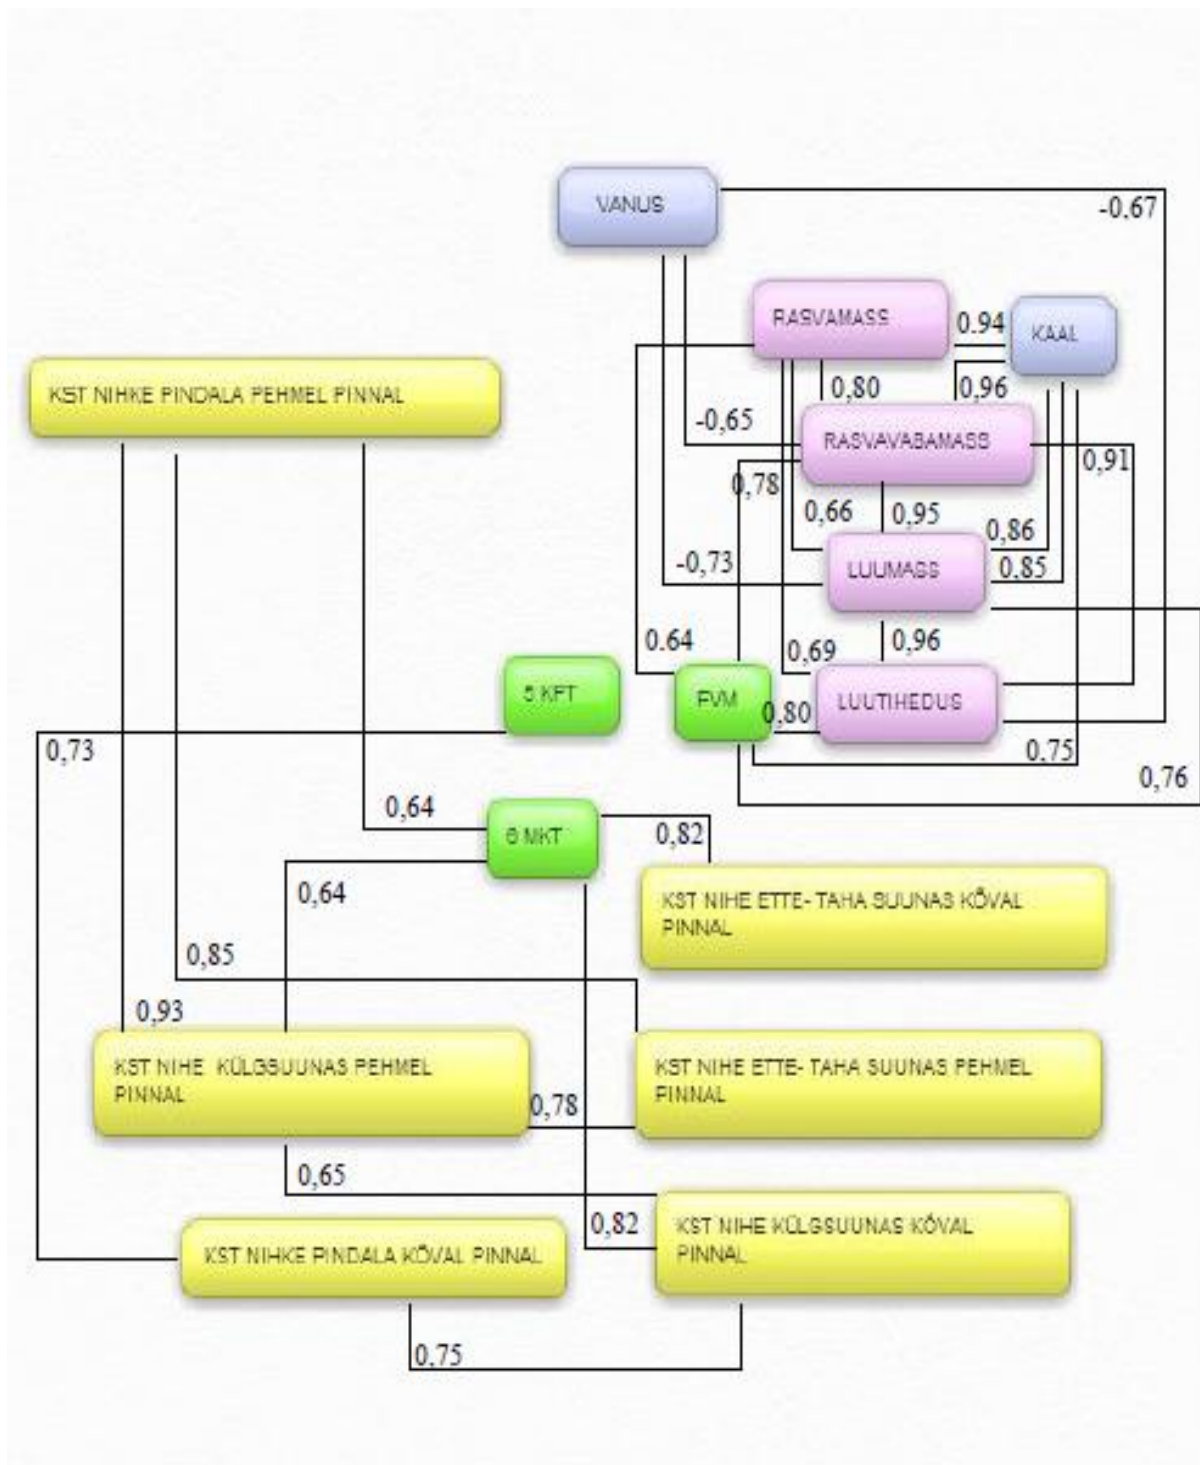 VANUS
-0.67
RASVAMASS
0.94
KAAL
KST NIHKE PINDALA PEHMEL PINNAL
0,80
0,96
-0,65
RASVAVABAMASS
0,91
0,78
0,66
0,95
0,86
-0,73
LUUMASS
0.85
0.64
0,69
0,96
5 KPT
PVM
0,80
LUUTIHEDUS
0,73
0.75
0,76
0,64
6 MKT
0,82
0,64
KST NIHE ETTE- TAHA SUUNAS KÕVAL
PINNAL
0,85
0,93
KST NIHE KÜLGSUUNAS PEHMEL
PINNAL
0,78
KST NIHE ETTE- TAHA SUUNAS PEHMEL
PINNAL
0,65
0,82
KST NIHE KÜLGSUUNAS KÕVAL
PINNAL
KST NIHKE PINDALA KÕVAL PINNAL
0.75